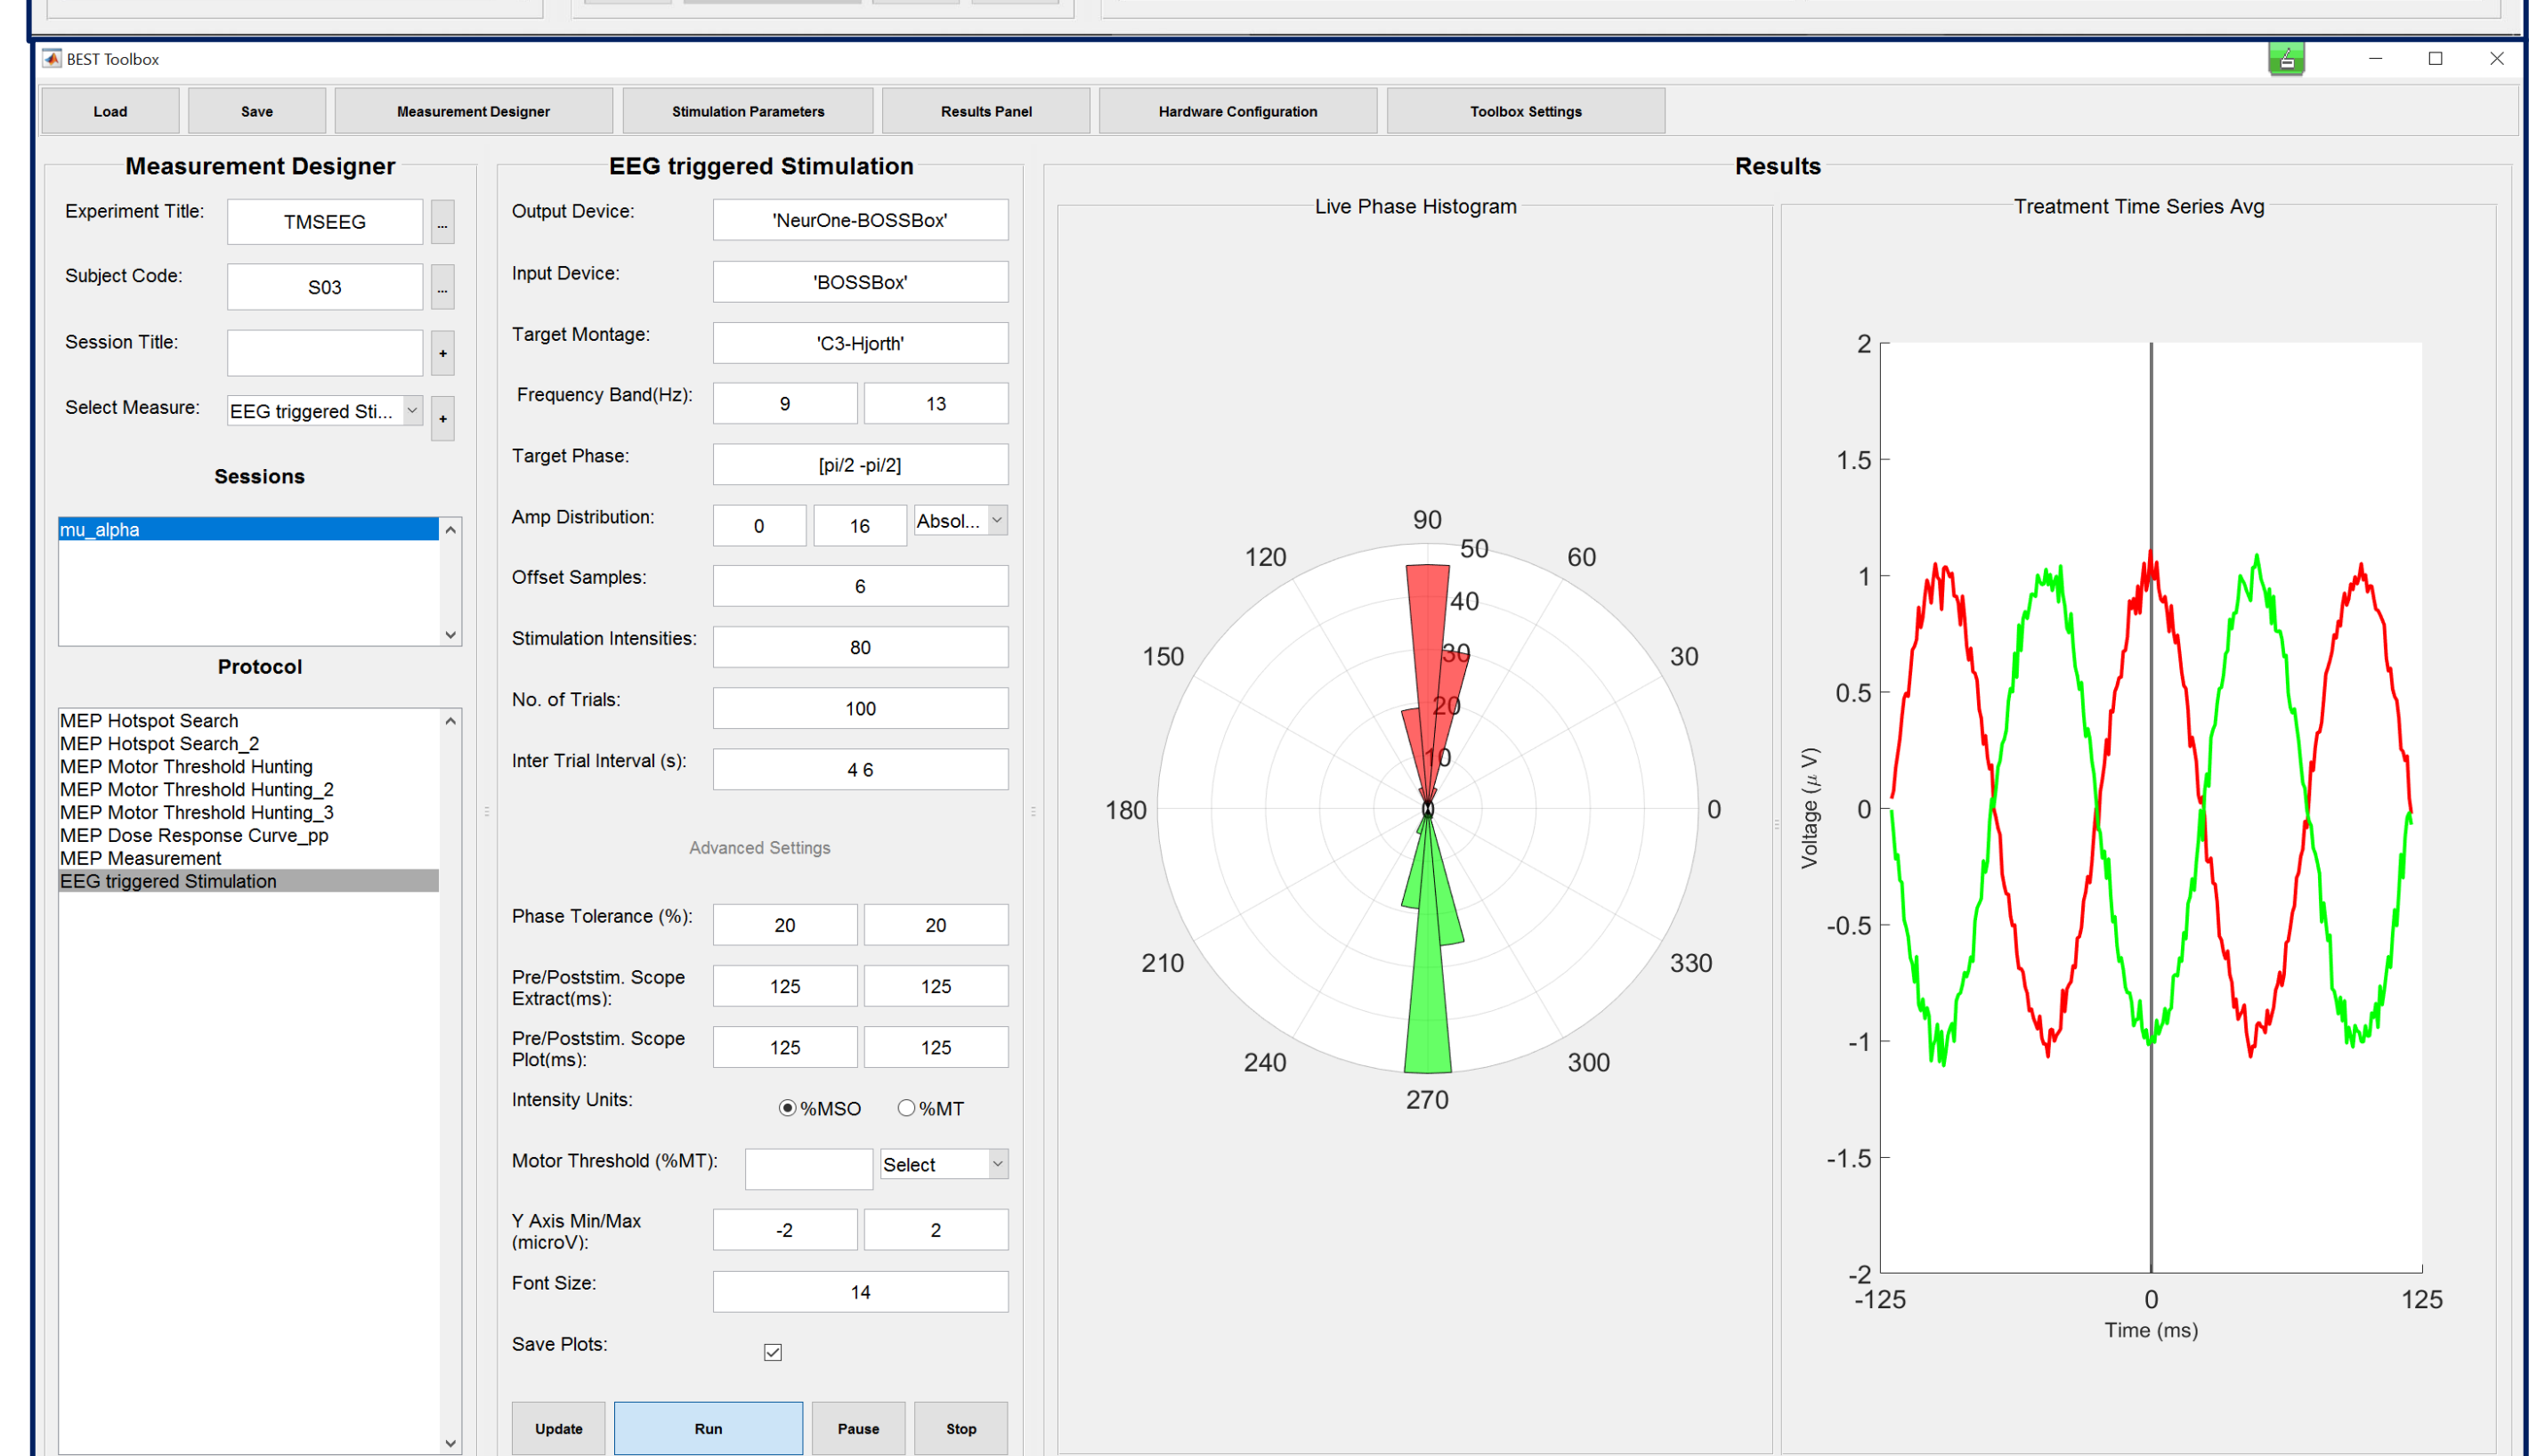 BEST Toolbox
Load Save Measurement Designer Stimulation Parameters Results Panel Hardware Configuration Toolbox Settings
Measurement Designer
Experiment Title: TMSEEG ...
Subject Code: S03 ...
Session Title: +
Select Measure: EEG triggered Sti... +
Sessions
mu_alpha
Protocol
MEP Hotspot Search
MEP Hotspot Search_2
MEP Motor Threshold Hunting
MEP Motor Threshold Hunting_2
MEP Motor Threshold Hunting_3
MEP Dose Response Curve_pp
MEP Measurement
EEG triggered Stimulation
EEG triggered Stimulation
Output Device: 'NeurOne-BOSSBox'
Input Device: 'BOSSBox'
Target Montage: 'C3-Hjorth'
Frequency Band(Hz): 9 13
Target Phase: [pi/2 -pi/2]
Amp Distribution: 0 16 Absol...
Offset Samples: 6
Stimulation Intensities: 80
No. of Trials: 100
Inter Trial Interval (s): 4 6
Advanced Settings
Phase Tolerance (%): 20 20
Pre/Poststim. Scope
Extract(ms): 125 125
Pre/Poststim. Scope
Plot(ms): 125 125
Intensity Units: %MSO %MT
Motor Threshold (%MT): Select
Y Axis Min/Max
(microV): -2 2
Font Size: 14
Save Plots:
Update Run Pause Stop
Results
Live Phase Histogram
90
120 50 60
40
150 30 30
20
10
180 0 0
210 330
240 300
270
Treatment Time Series Avg
2
1.5
1
0.5
0
-0.5
-1
-1.5
-2
Voltage (μ V)
-125 0 125
Time (ms)